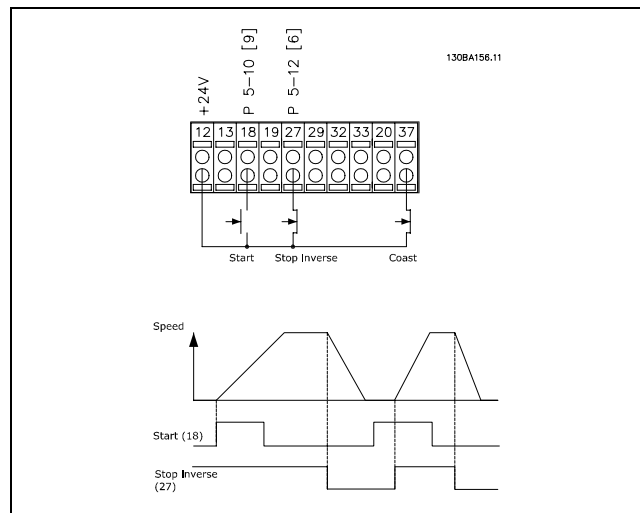 130BA156.11
+24V
P 5-10 [9]
P 5-12 [6]
12 13 18 19 27 29 32 33 20 37
Start Stop Inverse Coast
Speed
Start (18)
Stop Inverse
(27)